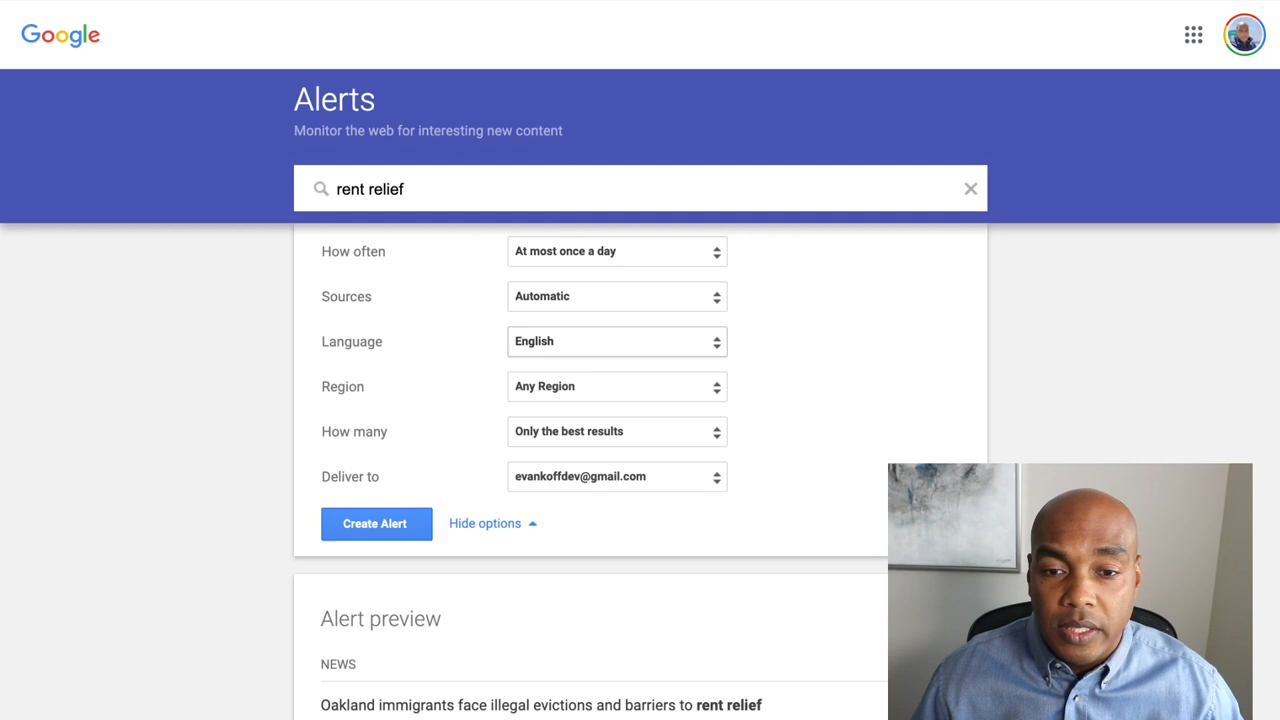 Google
Alerts
Monitor the web for interesting new content
rent relief
How often At most once a day
Sources Automatic
Language English
Region Any Region
How many Only the best results
Deliver to evankoffdev@gmail.com
Create Alert Hide options
Alert preview
NEWS
Oakland immigrants face illegal evictions and barriers to rent relief